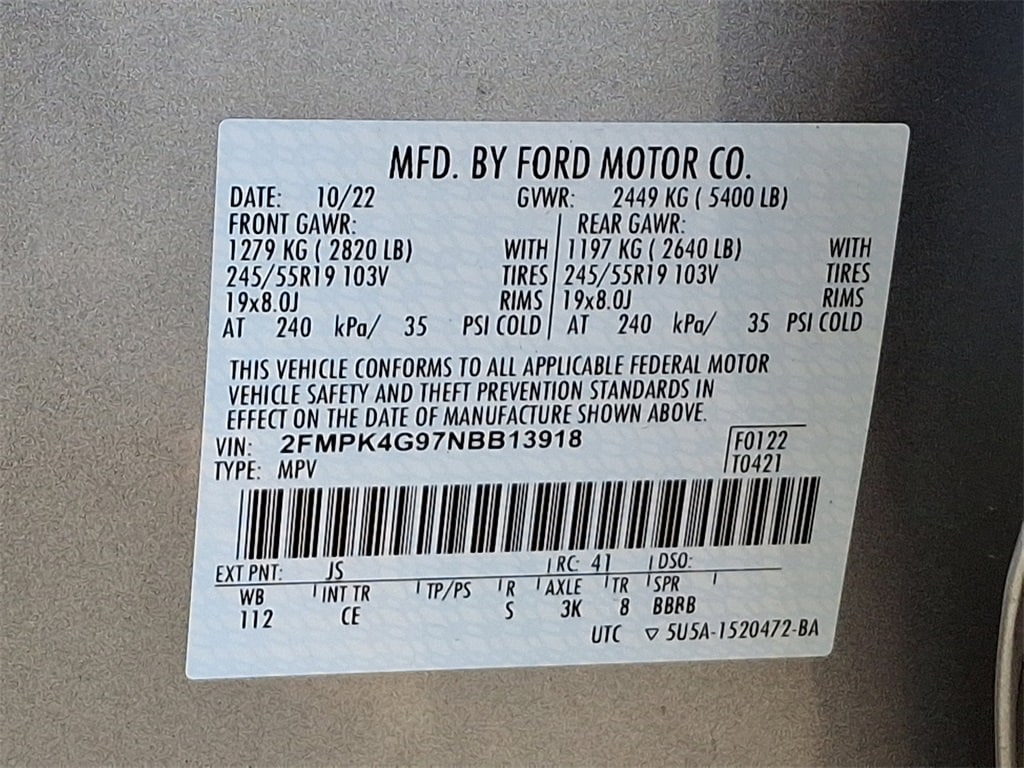 MFD. BY FORD MOTOR CO.
DATE: 10/22 GVWR: 2449 KG ( 5400 LB)
FRONT GAWR: REAR GAWR:
1279 KG ( 2820 LB) WITH 1197 KG ( 2640 LB) WITH
245/55R19 103V TIRES 245/55R19 103V TIRES
19x8.0J RIMS 19x8.0J RIMS
AT 240 kPa/ 35 PSI COLD AT 240 kPa/ 35 PSI COLD
THIS VEHICLE CONFORMS TO ALL APPLICABLE FEDERAL MOTOR
VEHICLE SAFETY AND THEFT PREVENTION STANDARDS IN
EFFECT ON THE DATE OF MANUFACTURE SHOWN ABOVE.
VIN: 2FMPK4G97NBB13918 F0122
TYPE: MPV T0421
EXT PNT: JS RC: 41 DSO:
WB INT TR TP/PS R AXLE TR SPR
112 CE S 3K 8 BBRB
UTC ▽ 5U5A-1520472-BA